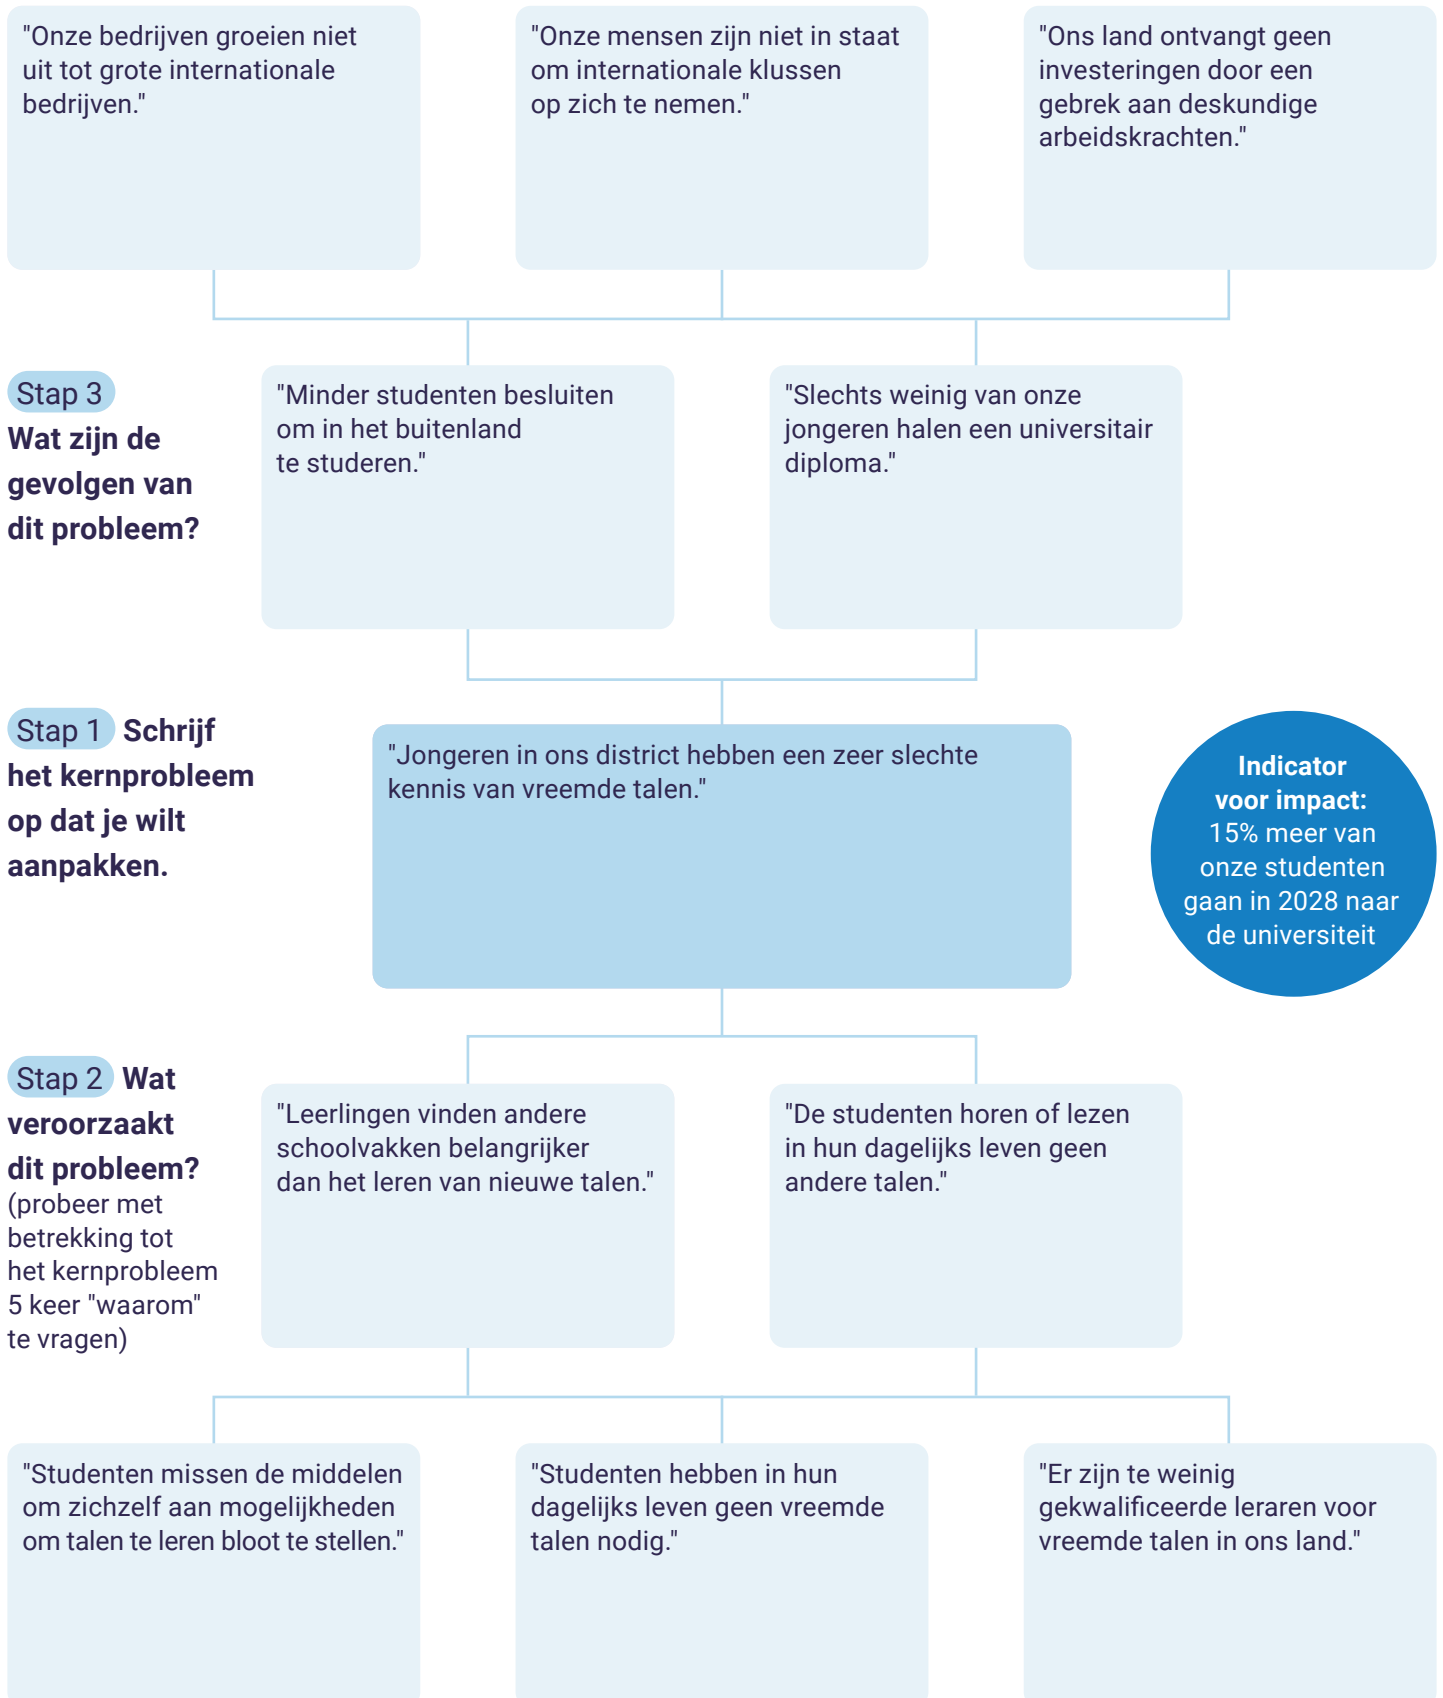 "Onze bedrijven groeien niet
uit tot grote internationale
bedrijven."
"Onze mensen zijn niet in staat
om internationale klussen
op zich te nemen."
"Ons land ontvangt geen
investeringen door een
gebrek aan deskundige
arbeidskrachten."
Stap 3
Wat zijn de
gevolgen van
dit probleem?
"Minder studenten besluiten
om in het buitenland
te studeren."
"Slechts weinig van onze
jongeren halen een universitair
diploma."
Stap 1 Schrijf
het kernprobleem
op dat je wilt
aanpakken.
"Jongeren in ons district hebben een zeer slechte
kennis van vreemde talen."
Indicator
voor impact:
15% meer van
onze studenten
gaan in 2028 naar
de universiteit
Stap 2 Wat
veroorzaakt
dit probleem?
(probeer met
betrekking tot
het kernprobleem
5 keer "waarom"
te vragen)
"Leerlingen vinden andere
schoolvakken belangrijker
dan het leren van nieuwe talen."
"De studenten horen of lezen
in hun dagelijks leven geen
andere talen."
"Studenten missen de middelen
om zichzelf aan mogelijkheden
om talen te leren bloot te stellen."
"Studenten hebben in hun
dagelijks leven geen vreemde
talen nodig."
"Er zijn te weinig
gekwalificeerde leraren voor
vreemde talen in ons land."